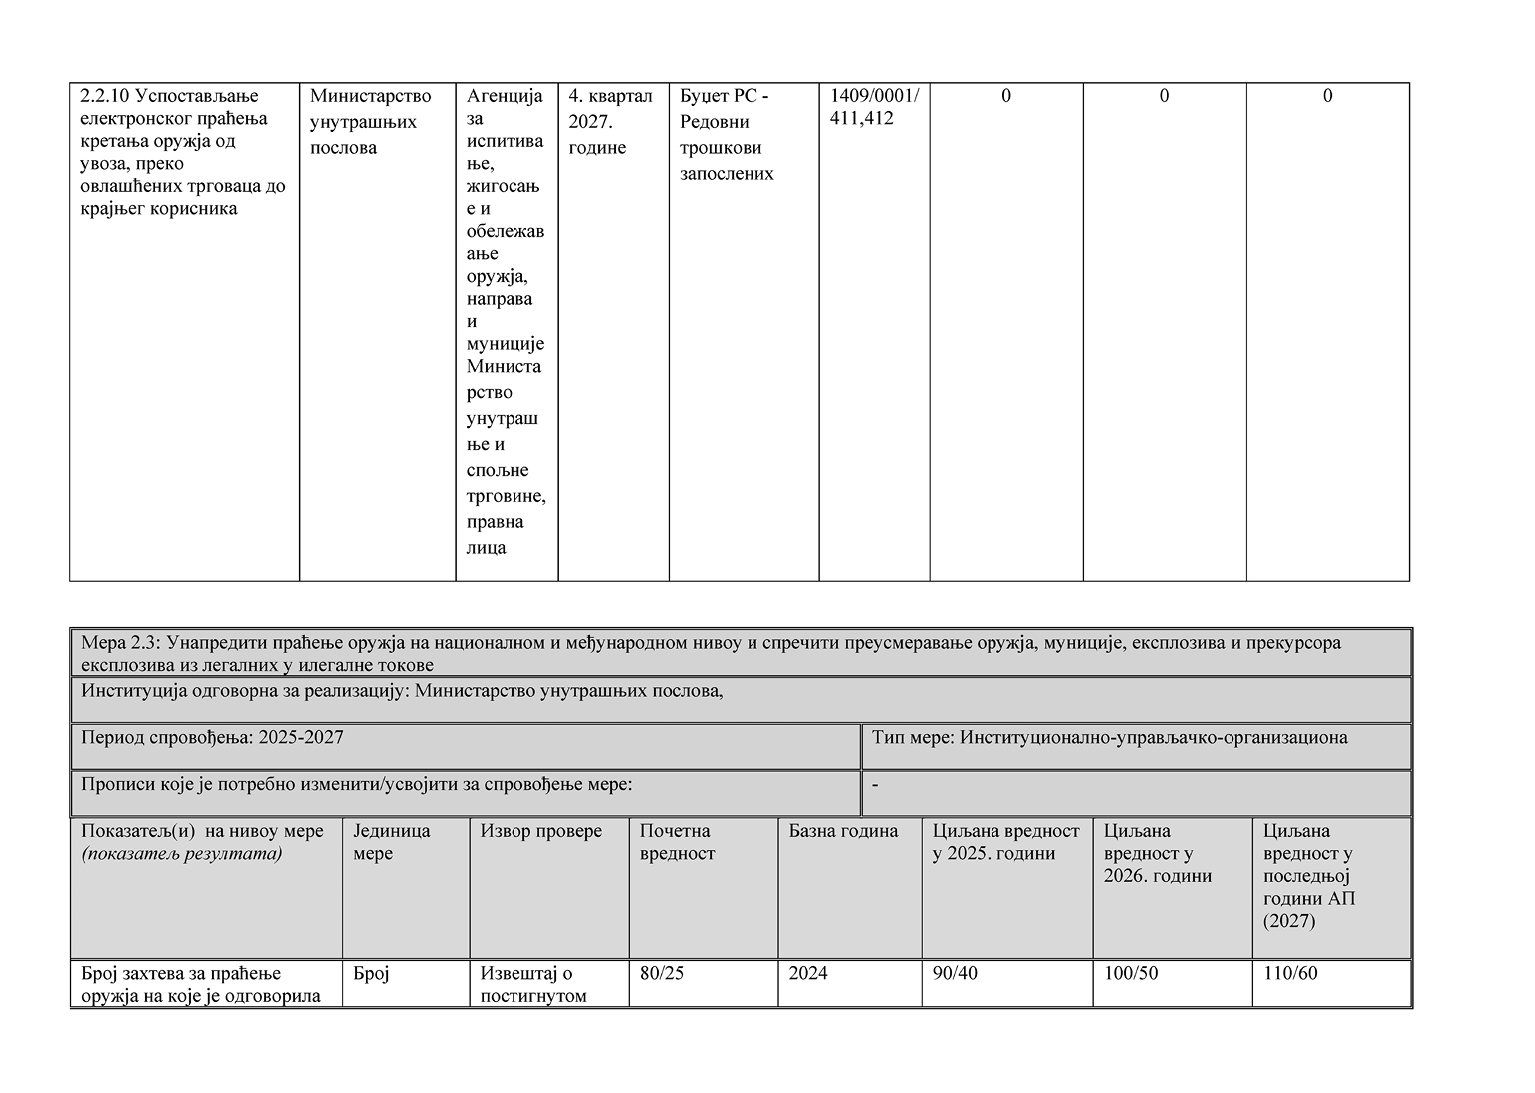 2.2.10 Успостављање
електронског праћења
кретања оружја од
увоза, преко
овлашћених трговаца до
крајњег корисника
Министарство
унутрашњих
послова
Агенција
за
испитива
ње,
жигосањ
е и
обележав
ање
оружја,
направа
и
муниције
Министа
рство
унутраш
ње и
спољне
трговине,
правна
лица
4. квартал
2027.
године
Буџет РС -
Редовни
трошкови
запослених
1409/0001/
411,412
0
0
0
Мера 2.3: Унапредити праћење оружја на националном и међународном нивоу и спречити преусмеравање оружја, муниције, експлозива и прекурсора
експлозива из легалних у илегалне токове
Институција одговорна за реализацију: Министарство унутрашњих послова,
Период спровођења: 2025-2027
Тип мере: Институционално-управљачко-организациона
Прописи које је потребно изменити/усвојити за спровођење мере:
-
Показатељ(и) на нивоу мере
(показатељ резултата)
Јединица
мере
Извор провере
Почетна
вредност
Базна година
Циљана вредност
у 2025. години
Циљана
вредност у
2026. години
Циљана
вредност у
последњој
години АП
(2027)
Број захтева за праћење
оружја на које је одговорила
Број
Извештај о
постигнутом
80/25
2024
90/40
100/50
110/60